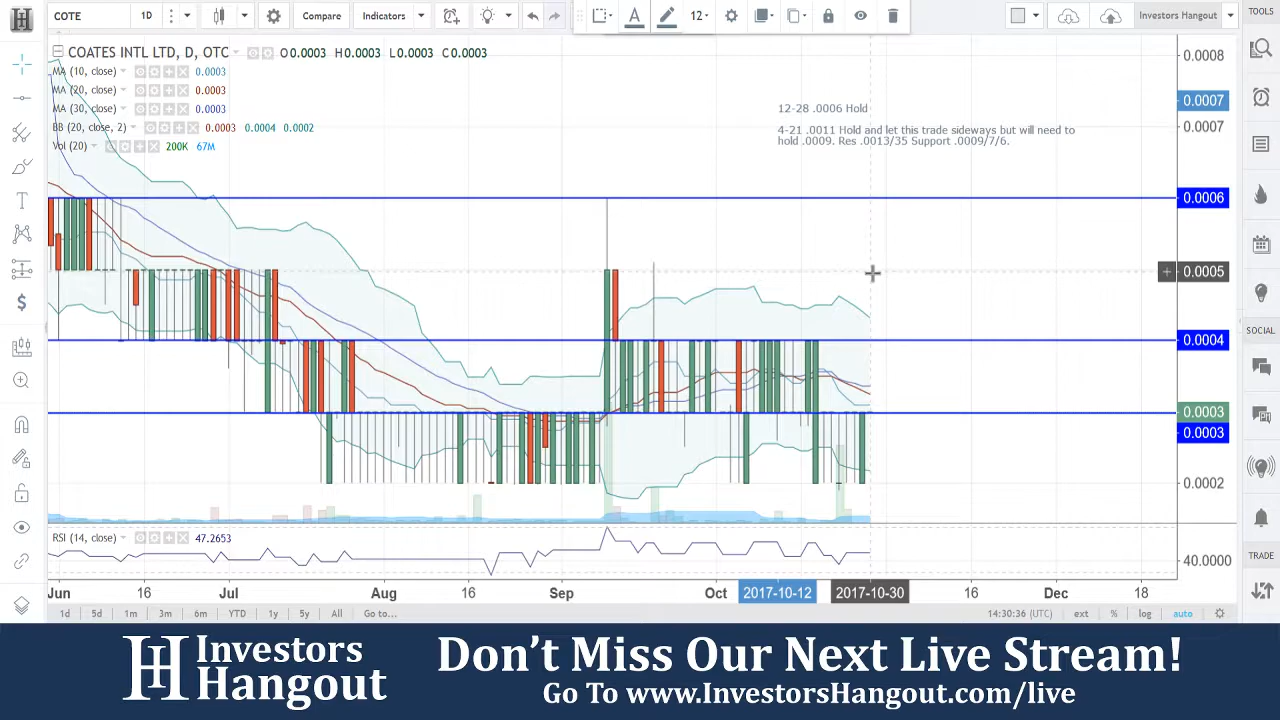 COTE 1D Compare Indicators 12 Investors Hangout TOOLS
COATES INTL LTD, D, OTC O0.0003 H0.0003 L0.0003 C0.0003
MA (10, close) 0.0003
MA (20, close) 0.0003
MA (30, close) 0.0003
BB (20, close, 2) 0.0003 0.0004 0.0002
Vol (20) 200K 67M
12-28 .0006 Hold
4-21 .0011 Hold and let this trade sideways but will need to
hold .0009. Res .0013/35 Support .0009/7/6.
0.0008
0.0007
0.0007
0.0006
0.0005
0.0004
0.0003
0.0003
0.0002
SOCIAL
TRADE
RSI (14, close) 47.2653
40.0000
Jun 16 Jul 17 Aug 16 Sep Oct 2017-10-12 2017-10-30 16 Dec 18
1d 5d 1m 3m 6m YTD 1y 5y All Go to... 14:30:36 (UTC) ext % log auto
H
Investors
Hangout
Don't Miss Our Next Live Stream!
Go To www.InvestorsHangout.com/live